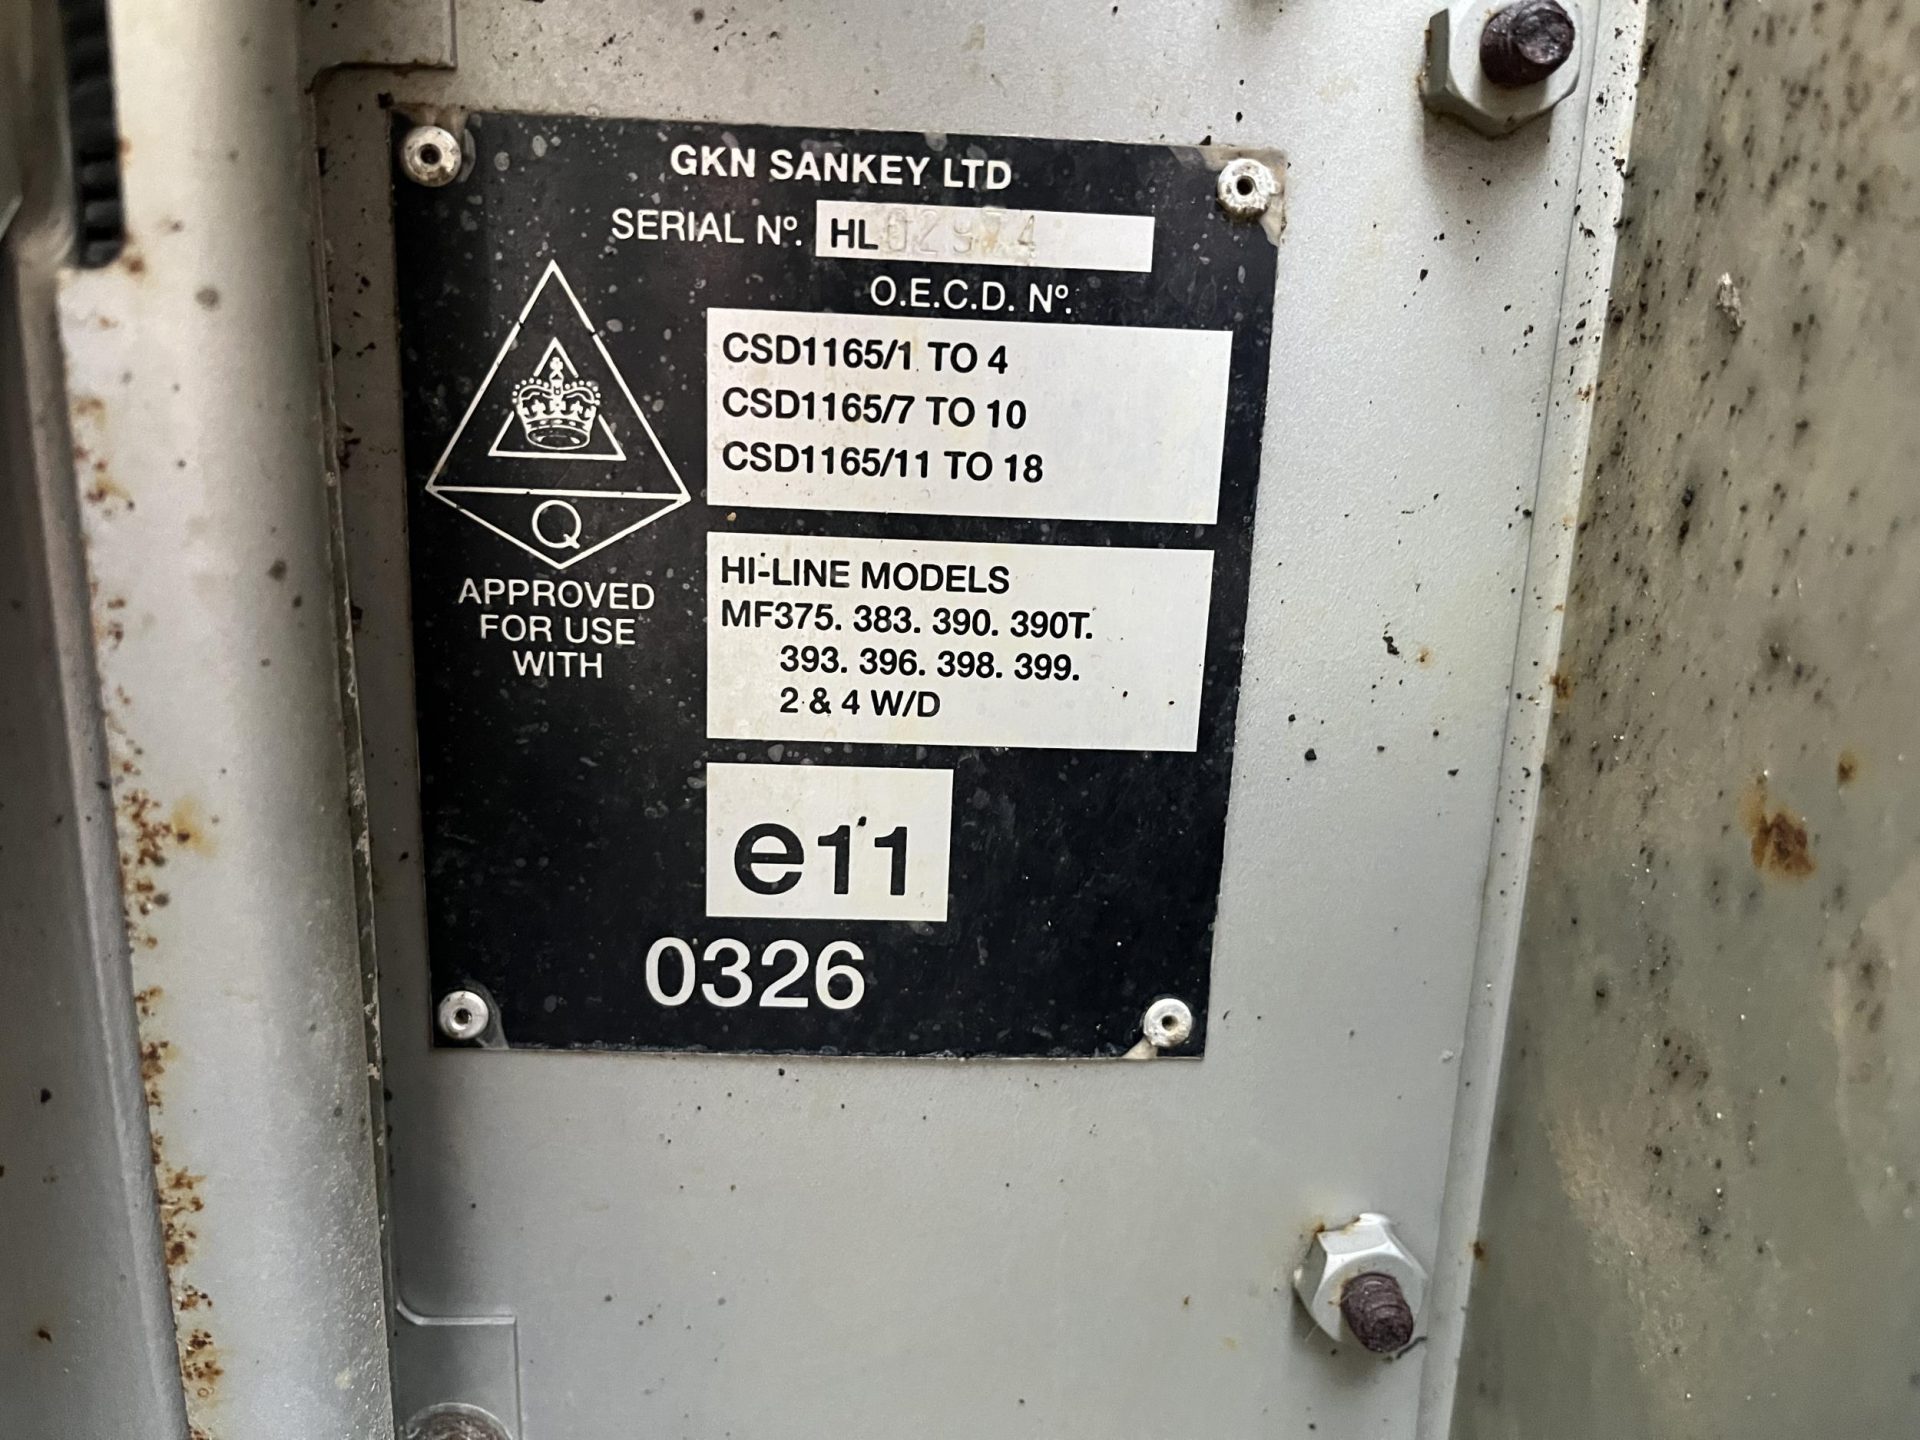 GKN SANKEY LTD
SERIAL Nº. HL 02974
O.E.C.D. Nº.
CSD1165/1 TO 4
CSD1165/7 TO 10
CSD1165/11 TO 18
Q
APPROVED
FOR USE
WITH
HI-LINE MODELS
MF375. 383. 390. 390T.
393. 396. 398. 399.
2 & 4 W/D
e11
0326